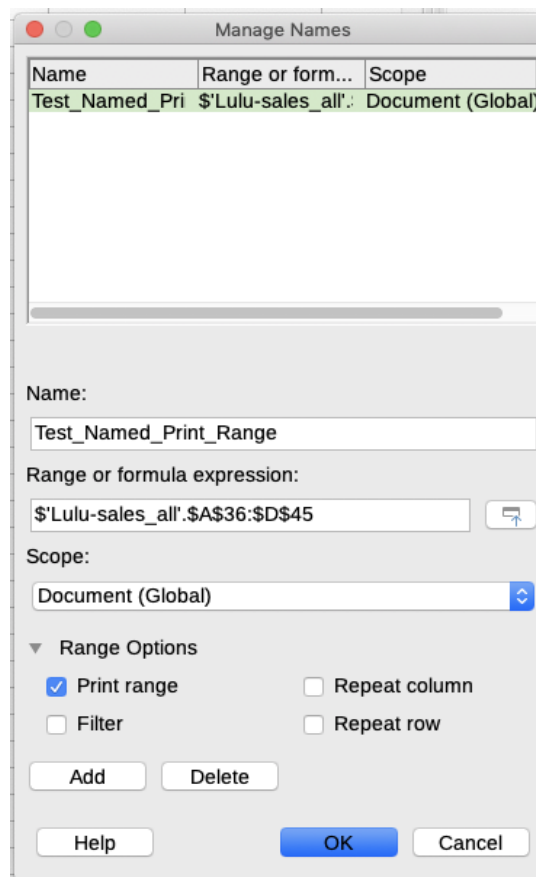 Manage Names
Name Range or form... Scope
Test_Named_Pri $'Lulu-sales_all'. Document (Global)
Name:
Test_Named_Print_Range
Range or formula expression:
$'Lulu-sales_all'.$A$36:$D$45
Scope:
Document (Global)
Range Options
Print range Repeat column
Filter Repeat row
Add Delete
Help OK Cancel